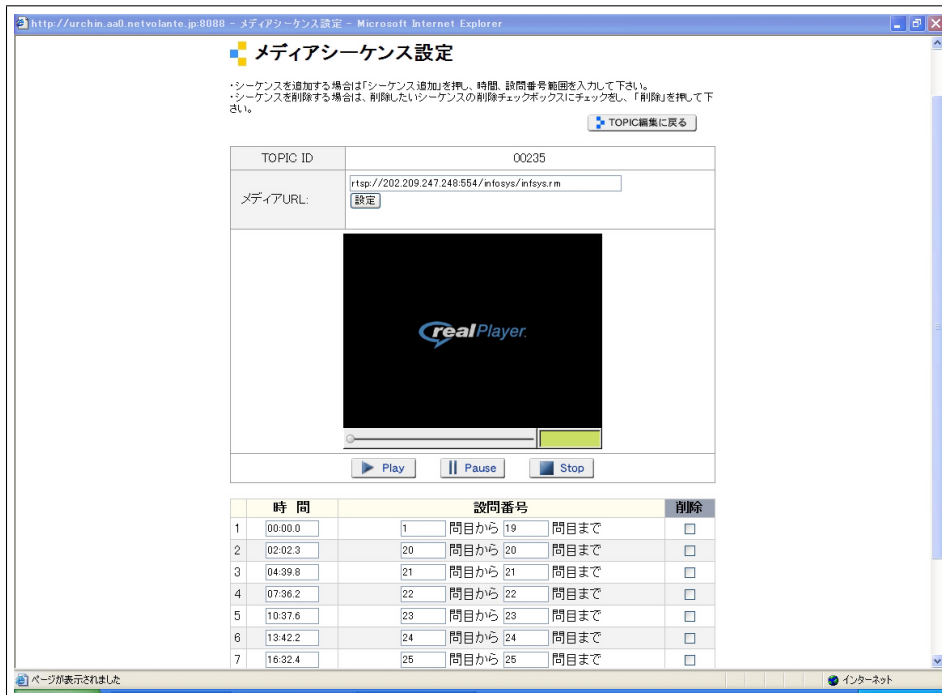 http://urchin.aa0.netvolante.jp:8088 - メディアシーケンス設定 - Microsoft Internet Explorer
メディアシーケンス設定
・シーケンスを追加する場合は「シーケンス追加」を押し、時間、設問番号範囲を入力して下さい。
・シーケンスを削除する場合は、削除したいシーケンスの削除チェックボックスにチェックをし、「削除」を押して下
さい。
TOPIC編集に戻る
TOPIC ID 00235
メディアURL: rtsp://202.209.247.248:554/infosys/infsys.rm
設定
realPlayer.
Play Pause Stop
時 間 設問番号 削除
1 00:00.0 1 問目から 19 問目まで
2 02:02.3 20 問目から 20 問目まで
3 04:39.8 21 問目から 21 問目まで
4 07:36.2 22 問目から 22 問目まで
5 10:37.6 23 問目から 23 問目まで
6 13:42.2 24 問目から 24 問目まで
7 16:32.4 25 問目から 25 問目まで
ページが表示されました インターネット